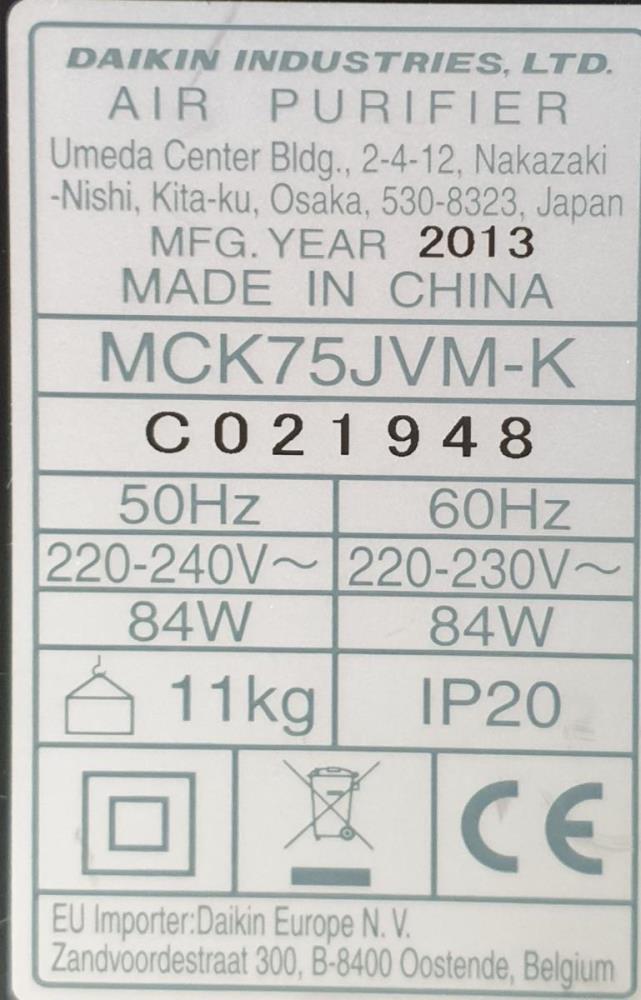 DAIKIN INDUSTRIES, LTD.
AIR PURIFIER
Umeda Center Bldg., 2-4-12, Nakazaki
-Nishi, Kita-ku, Osaka, 530-8323, Japan
MFG. YEAR 2013
MADE IN CHINA
MCK75JVM-K
C021948
50Hz 60Hz
220-240V~ 220-230V~
84W 84W
11kg IP20
CE
EU Importer:Daikin Europe N. V.
Zandvoordestraat 300, B-8400 Oostende, Belgium